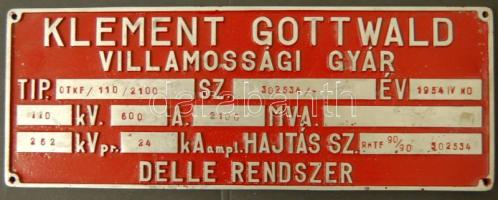 KLEMENT GOTTWALD
VILLAMOSSÁGI GYÁR
TIP. OTKF/110/2100 SZ. 302534/- ÉV 1954 IV HO
110 kV. 600 A. 2100 MVA.
262 kVpr. 24 kAampl. HAJTÁS SZ. 90/90 302534
DELLE RENDSZER
darabanth